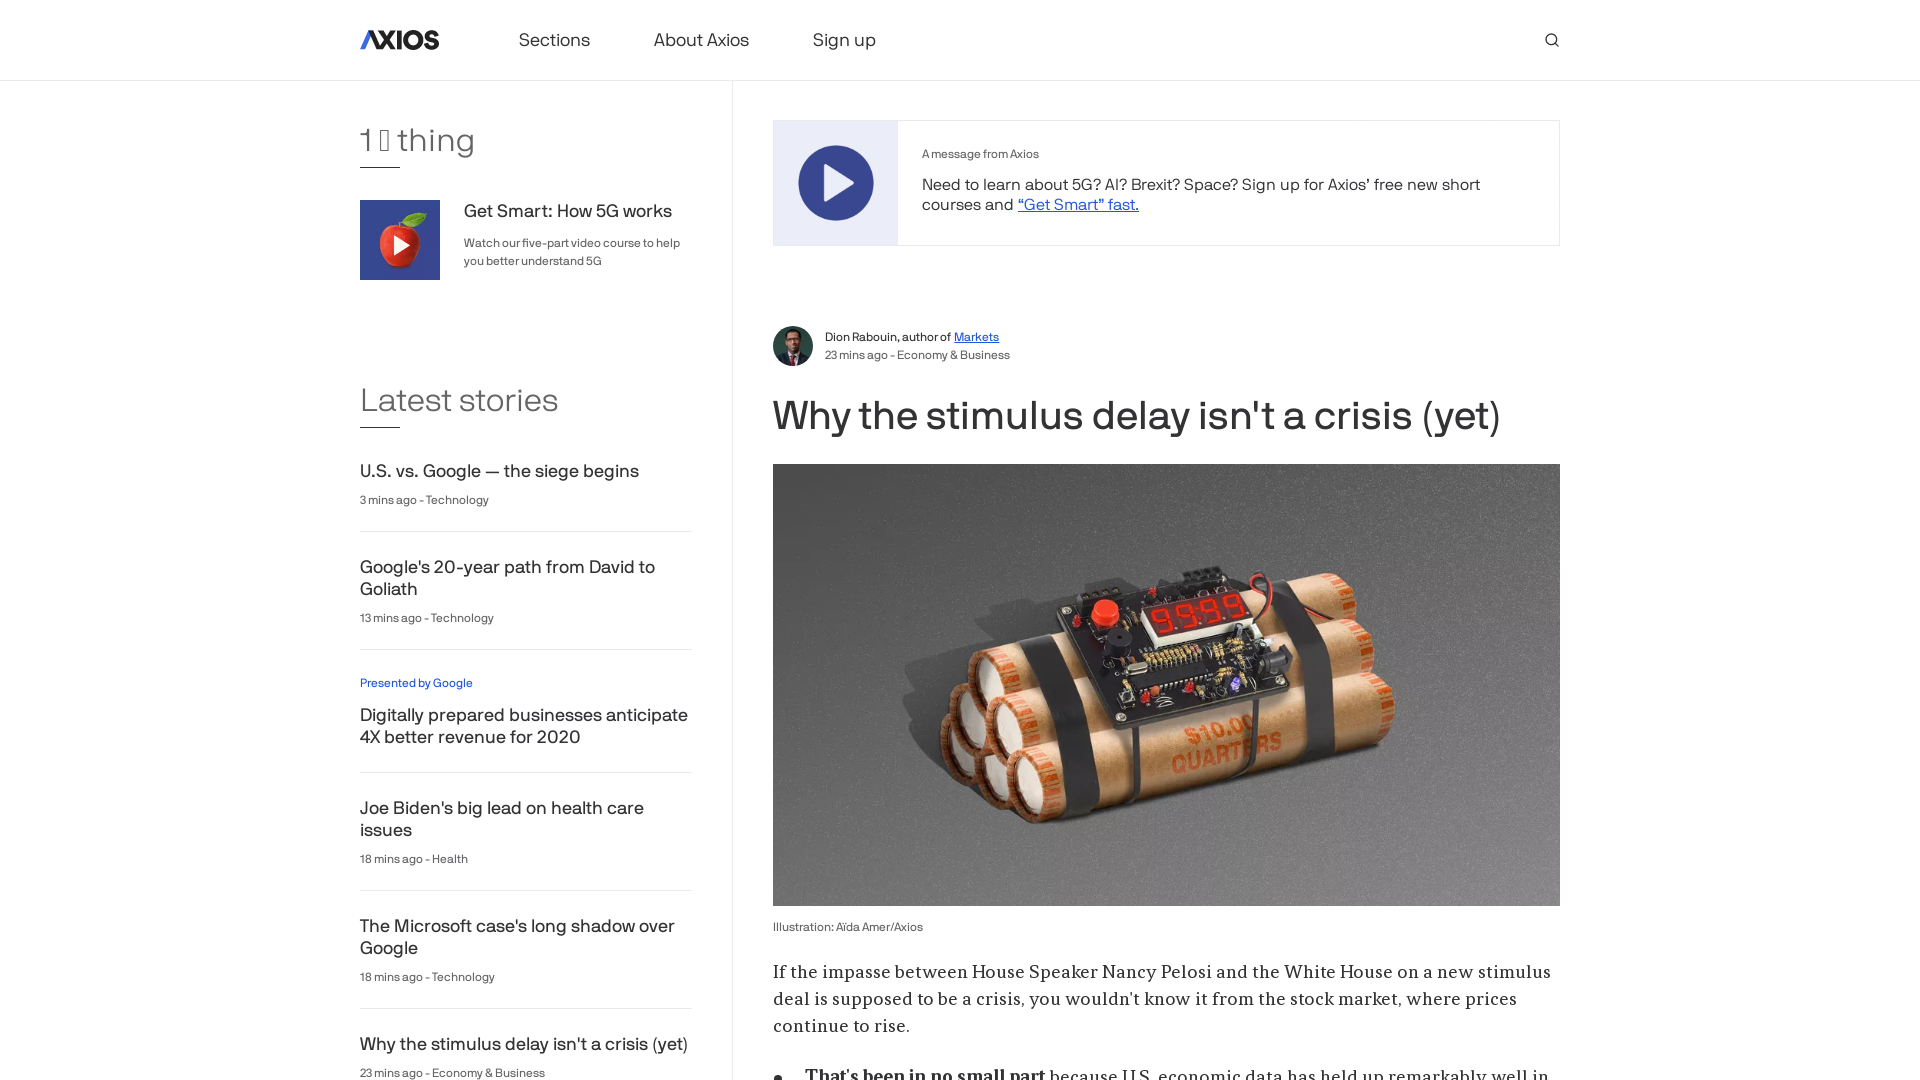 AXIOS
Sections
About Axios
Sign up
1 thing
Get Smart: How 5G works
Watch our five-part video course to help
you better understand 5G
Latest stories
U.S. vs. Google — the siege begins
3 mins ago - Technology
Google's 20-year path from David to
Goliath
13 mins ago - Technology
Presented by Google
Digitally prepared businesses anticipate
4X better revenue for 2020
Joe Biden's big lead on health care
issues
18 mins ago - Health
The Microsoft case's long shadow over
Google
18 mins ago - Technology
Why the stimulus delay isn't a crisis (yet)
23 mins ago - Economy & Business
A message from Axios
Need to learn about 5G? AI? Brexit? Space? Sign up for Axios’ free new short
courses and “Get Smart” fast.
Dion Rabouin, author of Markets
23 mins ago - Economy & Business
Why the stimulus delay isn't a crisis (yet)
99:99
$10.00
QUARTERS
Illustration: Aïda Amer/Axios
If the impasse between House Speaker Nancy Pelosi and the White House on a new stimulus
deal is supposed to be a crisis, you wouldn't know it from the stock market, where prices
continue to rise.
• That's been in no small part because U.S. economic data has held up remarkably well in